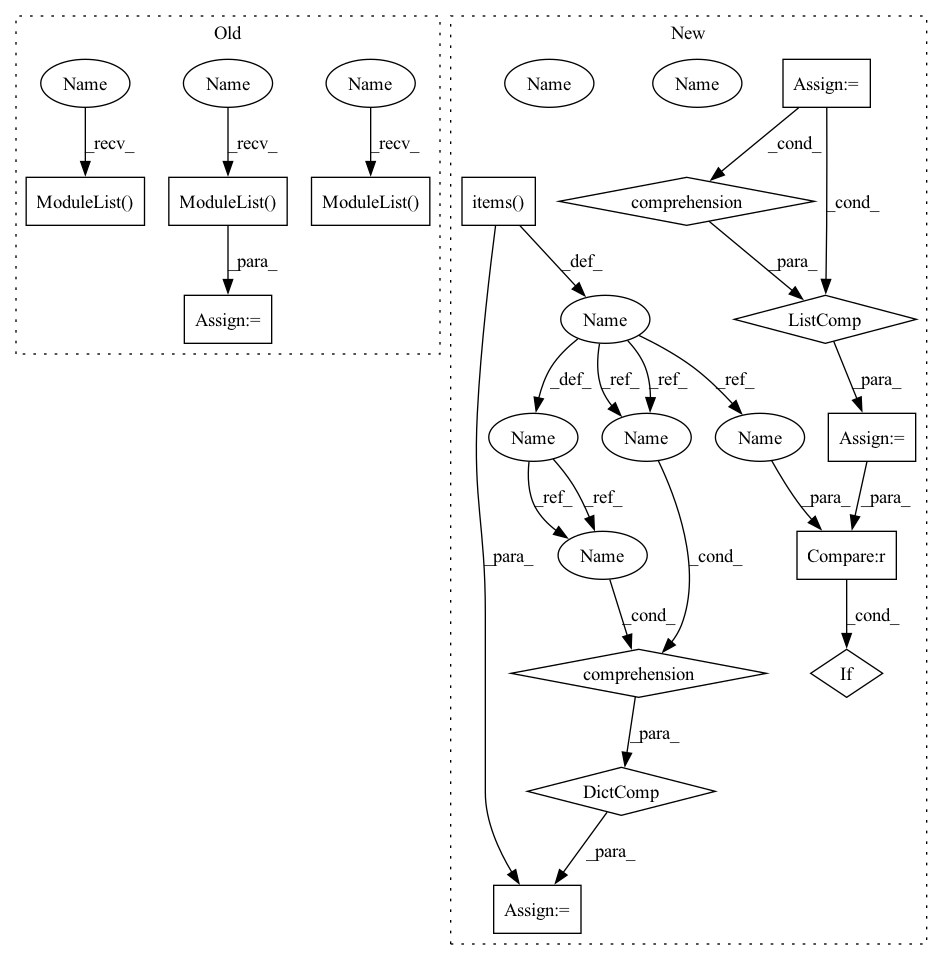 Old
New
Name
Name
Name
Name
Name
Assign:=
_recv_
_recv_
_recv_
_cond_
ModuleList()
ModuleList()
ModuleList()
items()
comprehension
_cond_
_para_
_def_
_para_
Assign:=
Name
ListComp
_def_
_ref_
_ref_
_ref_
_para_
Name
Name
Name
Assign:=
_ref_
_ref_
_para_
_para_
_para_
Name
_cond_
Compare:r
_cond_
_cond_
comprehension
If
_para_
DictComp
_para_
Assign:=